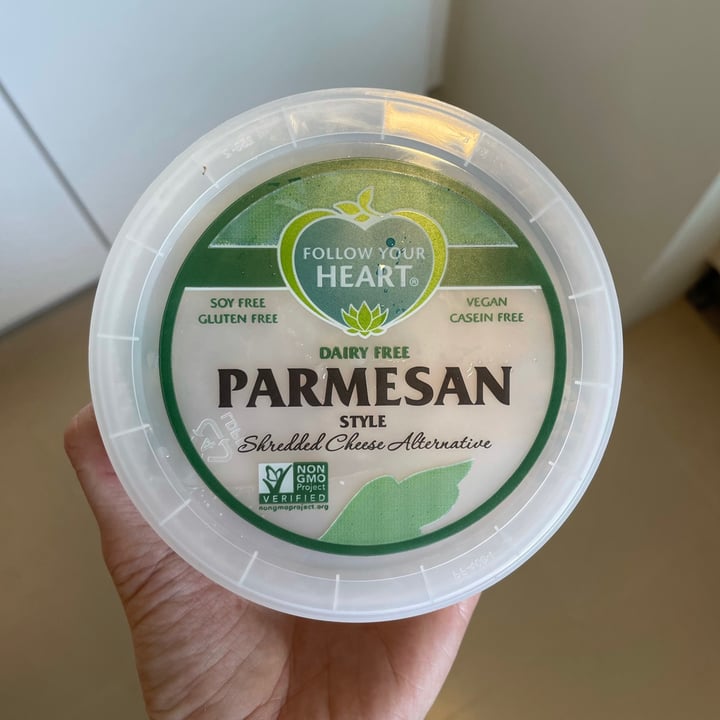 FOLLOW YOUR
HEART®
SOY FREE
GLUTEN FREE
VEGAN
CASEIN FREE
DAIRY FREE
PARMESAN
STYLE
Shredded Cheese Alternative
NON
GMO
Project
VERIFIED
nongmoproject.org